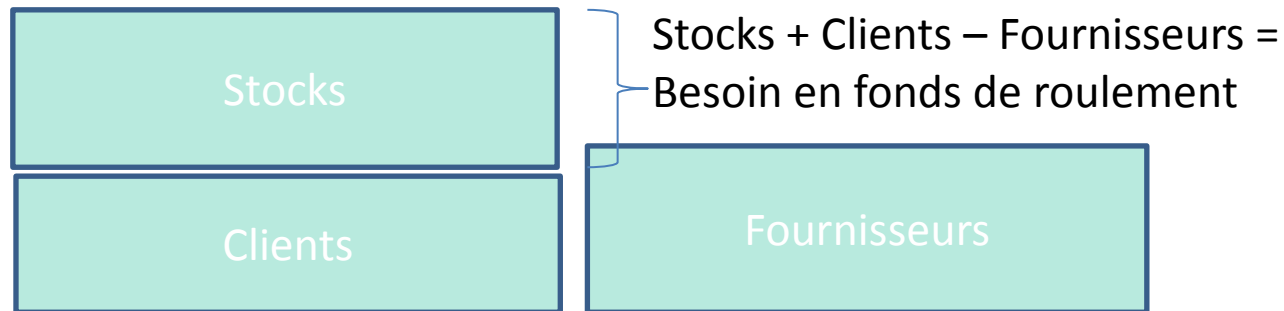 Stocks + Clients – Fournisseurs =
Besoin en fonds de roulement
Stocks
Clients
Fournisseurs